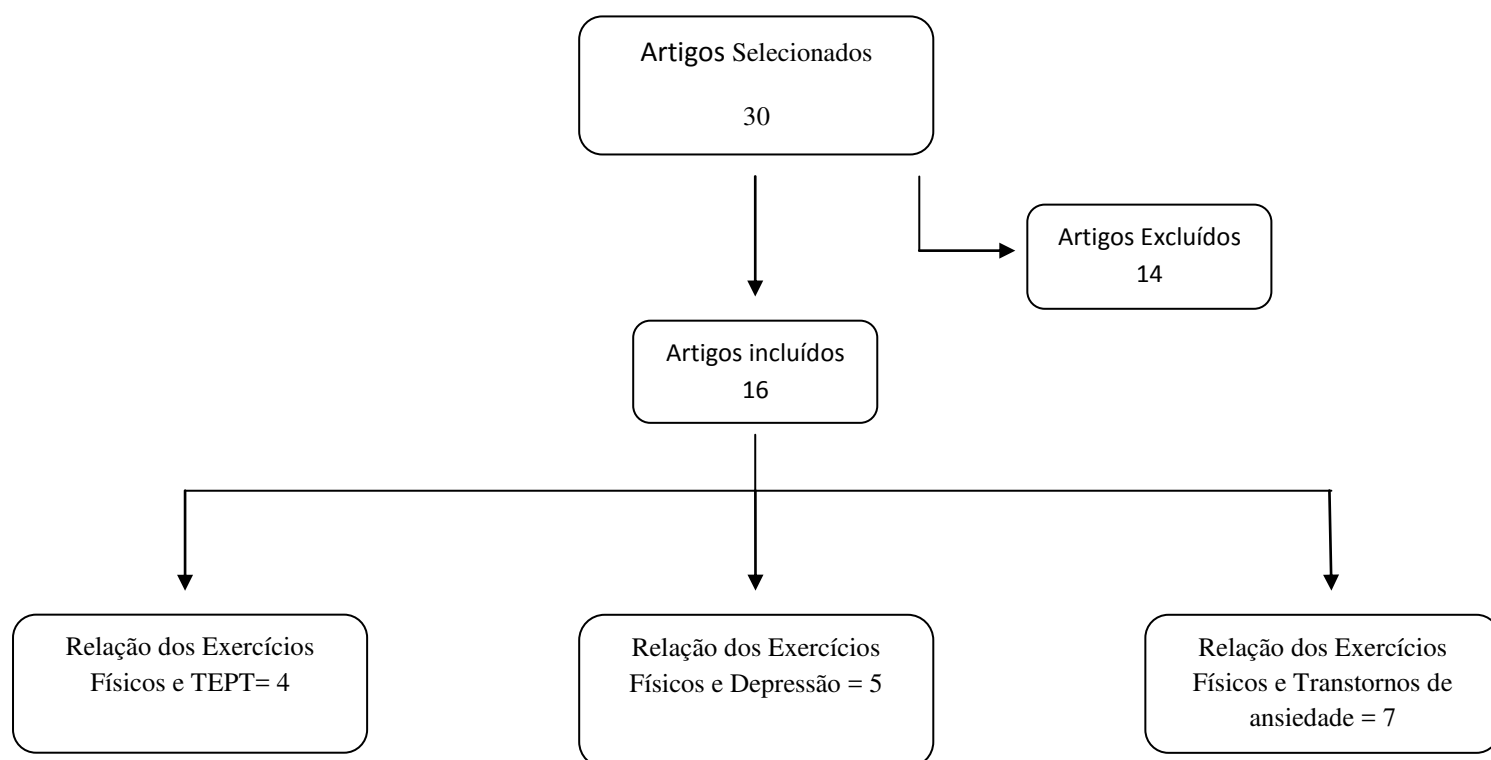 Artigos Selecionados
30
Artigos Excluídos
14
Artigos incluídos
16
Relação dos Exercícios
Físicos e TEPT= 4
Relação dos Exercícios
Físicos e Depressão = 5
Relação dos Exercícios
Físicos e Transtornos de
ansiedade = 7